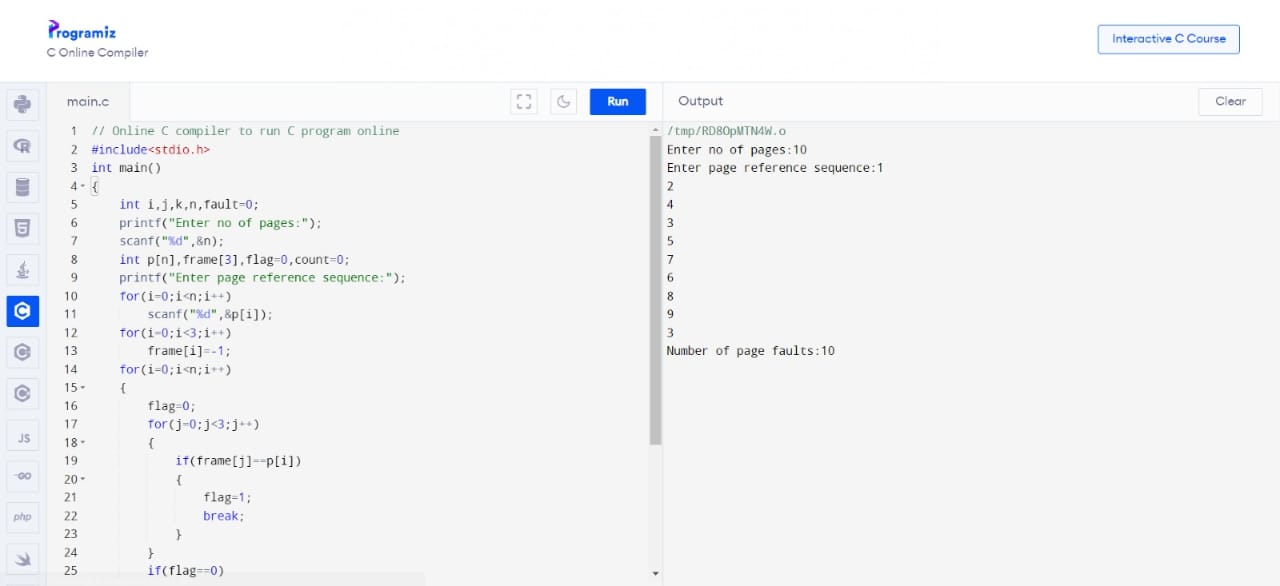 Programiz
C Online Compiler
Interactive C Course
main.c
Run
Output
Clear
1 // Online C compiler to run C program online
2 #include<stdio.h>
3 int main()
4 {
5     int i,j,k,n,fault=0;
6     printf("Enter no of pages:");
7     scanf("%d",&n);
8     int p[n],frame[3],flag=0,count=0;
9     printf("Enter page reference sequence:");
10     for(i=0;i<n;i++)
11         scanf("%d",&p[i]);
12     for(i=0;i<3;i++)
13         frame[i]=-1;
14     for(i=0;i<n;i++)
15     {
16         flag=0;
17         for(j=0;j<3;j++)
18         {
19             if(frame[j]==p[i])
20             {
21                 flag=1;
22                 break;
23             }
24         }
25         if(flag==0)
/tmp/RD8OpMTN4W.o
Enter no of pages:10
Enter page reference sequence:1
2
4
3
5
7
6
8
9
3
Number of page faults:10
R
5
C
C
C
JS
GO
php